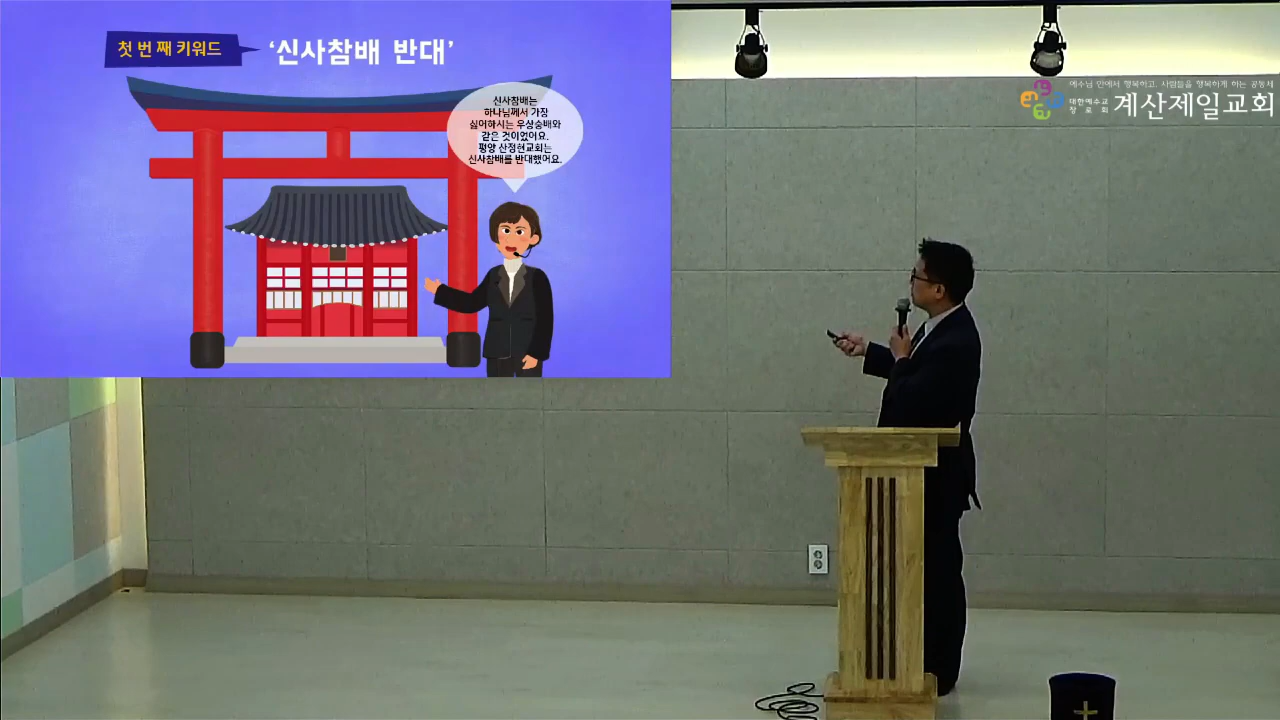 첫 번 째 키워드
‘신사참배 반대’
신사참배는
하나님께서 가장
싫어하시는 우상숭배와
같은 것이었어요.
평양 산정현교회는
신사참배를 반대했어요.
예수님 안에서 행복하고, 사람들을 행복하게 하는 공동체
대한예수교
장로회
계산제일교회